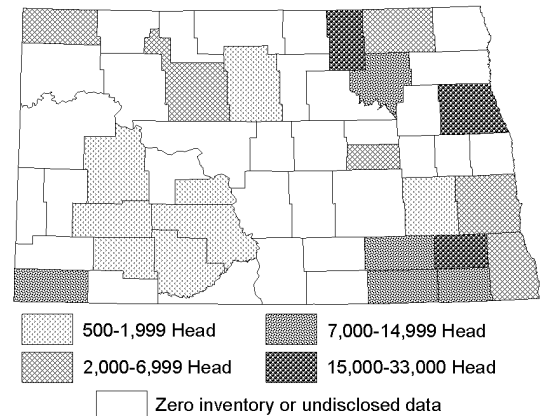 500-1,999 Head
7,000-14,999 Head
2,000-6,999 Head
15,000-33,000 Head
Zero inventory or undisclosed data